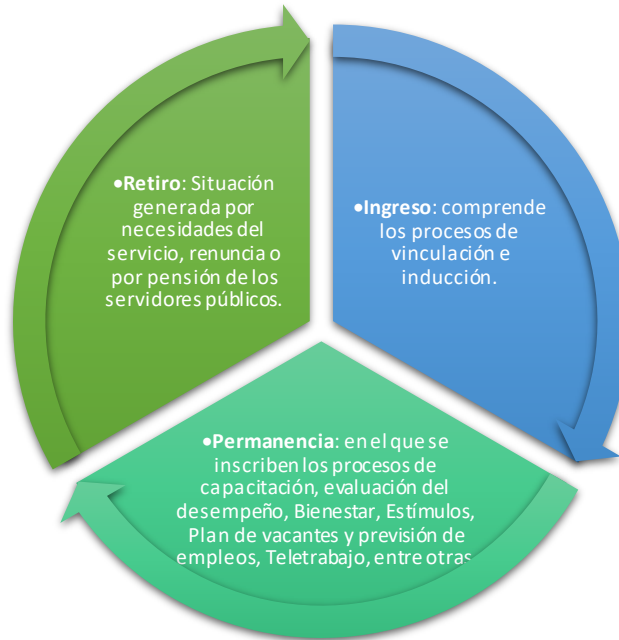 •Ingreso: comprende
los procesos de
vinculación e
inducción.
•Permanencia: en el que se
inscriben los procesos de
capacitación, evaluación del
desempeño, Bienestar, Estímulos,
Plan de vacantes y previsión de
empleos, Teletrabajo, entre otras
•Retiro: Situación
generada por
necesidades del
servicio, renuncia o
por pensión de los
servidores públicos.